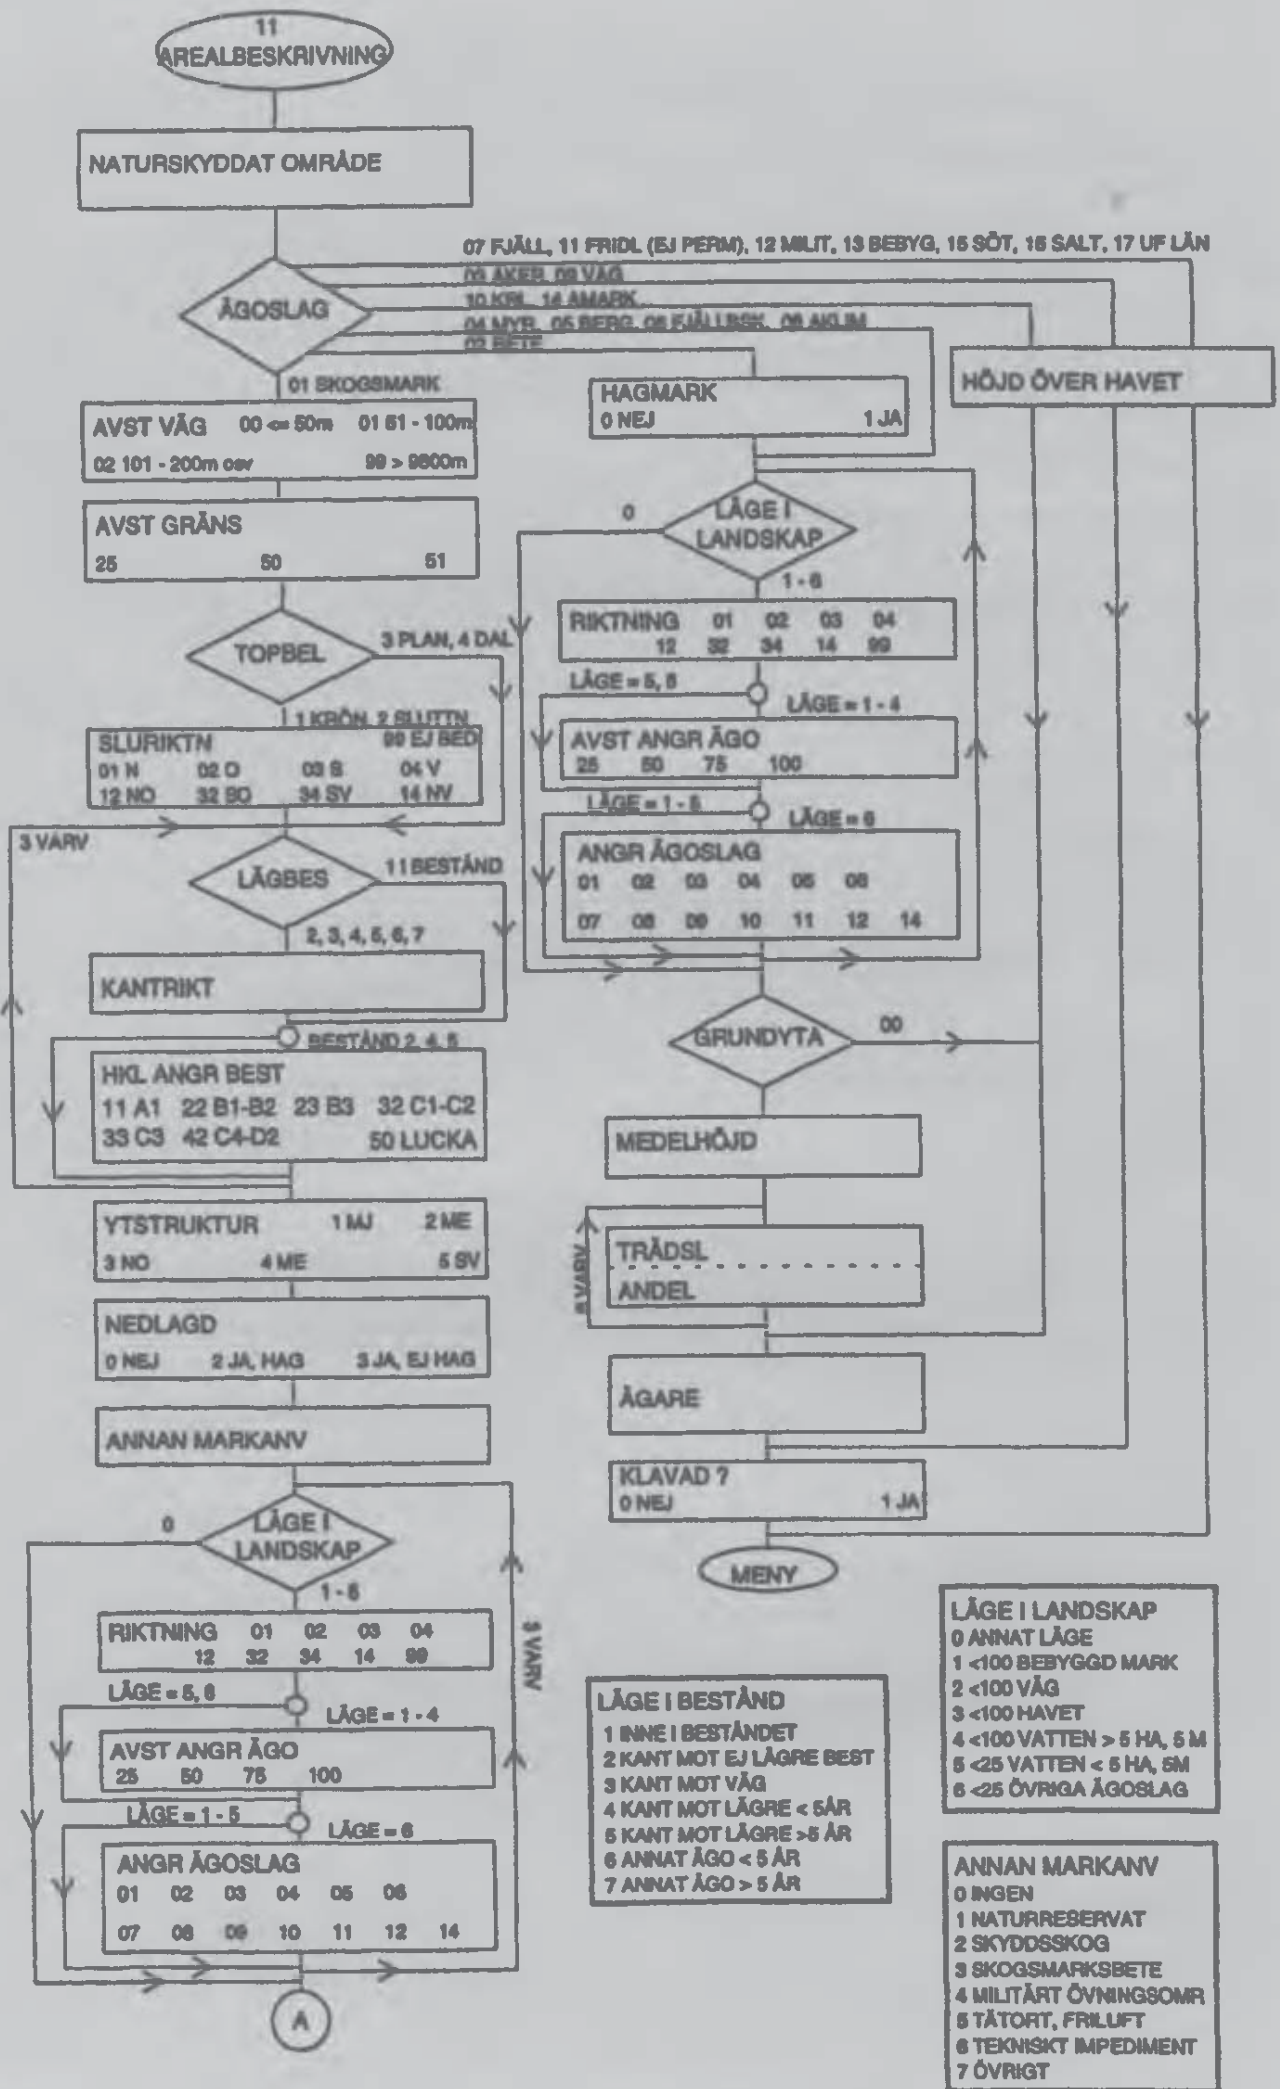 11
AREALBESKRIVNING
NATURSKYDDAT OMRÅDE
07 FJÄLL, 11 FRIDL (EJ PERM), 12 MILIT, 13 BEBYG, 15 SÖT, 16 SALT, 17 UF LÄN
03 ÅKER, 09 VÄG
10 KRL, 14 AMARK
04 MYR, 05 BERG, 06 FJÄLLBSK, 08 AKLIM
02 BETE
ÄGOSLAG
01 SKOGSMARK
AVST VÄG 00 <= 50m 01 51 - 100m
02 101 - 200m osv 99 > 9800m
AVST GRÄNS
25 50 51
TOPBEL
3 PLAN, 4 DAL
1 KRÖN, 2 SLUTTN
SLURIKTN 99 EJ BED
01 N 02 O 03 S 04 V
12 NO 32 SO 34 SV 14 NV
3 VARV
LÄGBES
11 BESTÅND
2, 3, 4, 5, 6, 7
KANTRIKT
BESTÅND 2, 4, 5
HKL ANGR BEST
11 A1 22 B1-B2 23 B3 32 C1-C2
33 C3 42 C4-D2 50 LUCKA
YTSTRUKTUR 1 MJ 2 ME
3 NO 4 ME 5 SV
NEDLAGD
0 NEJ 2 JA, HAG 3 JA, EJ HAG
ANNAN MARKANV
0
LÄGE I
LANDSKAP
1 - 6
RIKTNING 01 02 03 04
12 32 34 14 99
LÄGE = 5, 6
LÄGE = 1 - 4
AVST ANGR ÄGO
25 50 75 100
LÄGE = 1 - 5
LÄGE = 6
ANGR ÄGOSLAG
01 02 03 04 05 06
07 08 09 10 11 12 14
A
HAGMARK
0 NEJ 1 JA
HÖJD ÖVER HAVET
0
LÄGE I
LANDSKAP
1 - 6
RIKTNING 01 02 03 04
12 32 34 14 99
LÄGE = 5, 6
LÄGE = 1 - 4
AVST ANGR ÄGO
25 50 75 100
LÄGE = 1 - 5
LÄGE = 6
ANGR ÄGOSLAG
01 02 03 04 05 06
07 08 09 10 11 12 14
GRUNDYTA
00
MEDELHÖJD
VARV
TRÄDSL
ANDEL
ÄGARE
KLAVAD ?
0 NEJ 1 JA
MENY
VARV
LÄGE I BESTÅND
1 INNE I BESTÅNDET
2 KANT MOT EJ LÄGRE BEST
3 KANT MOT VÄG
4 KANT MOT LÄGRE < 5ÅR
5 KANT MOT LÄGRE >5 ÅR
6 ANNAT ÄGO < 5 ÅR
7 ANNAT ÄGO > 5 ÅR
LÄGE I LANDSKAP
0 ANNAT LÄGE
1 <100 BEBYGGD MARK
2 <100 VÄG
3 <100 HAVET
4 <100 VATTEN > 5 HA, 5 M
5 <25 VATTEN < 5 HA, 5M
6 <25 ÖVRIGA ÄGOSLAG
ANNAN MARKANV
0 INGEN
1 NATURRESERVAT
2 SKYDDSSKOG
3 SKOGSMARKSBETE
4 MILITÄRT ÖVNINGSOMR
5 TÄTORT, FRILUFT
6 TEKNISKT IMPEDIMENT
7 ÖVRIGT